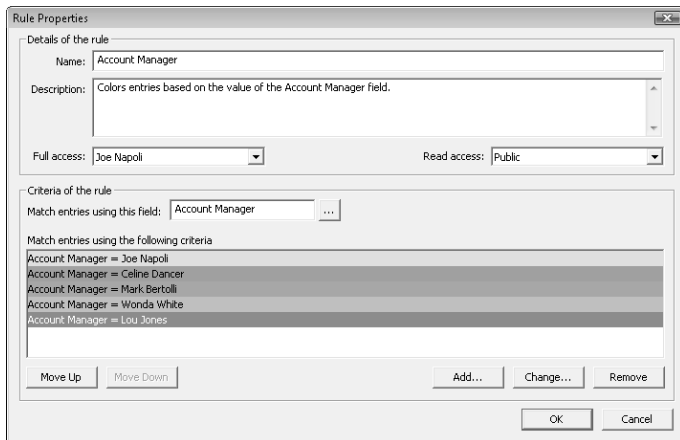 Rule Properties
Details of the rule
Name: Account Manager
Description: Colors entries based on the value of the Account Manager field.
Full access: Joe Napoli Read access: Public
Criteria of the rule
Match entries using this field: Account Manager ...
Match entries using the following criteria
Account Manager = Joe Napoli
Account Manager = Celine Dancer
Account Manager = Mark Bertolli
Account Manager = Wonda White
Account Manager = Lou Jones
Move Up Move Down Add... Change... Remove
OK Cancel